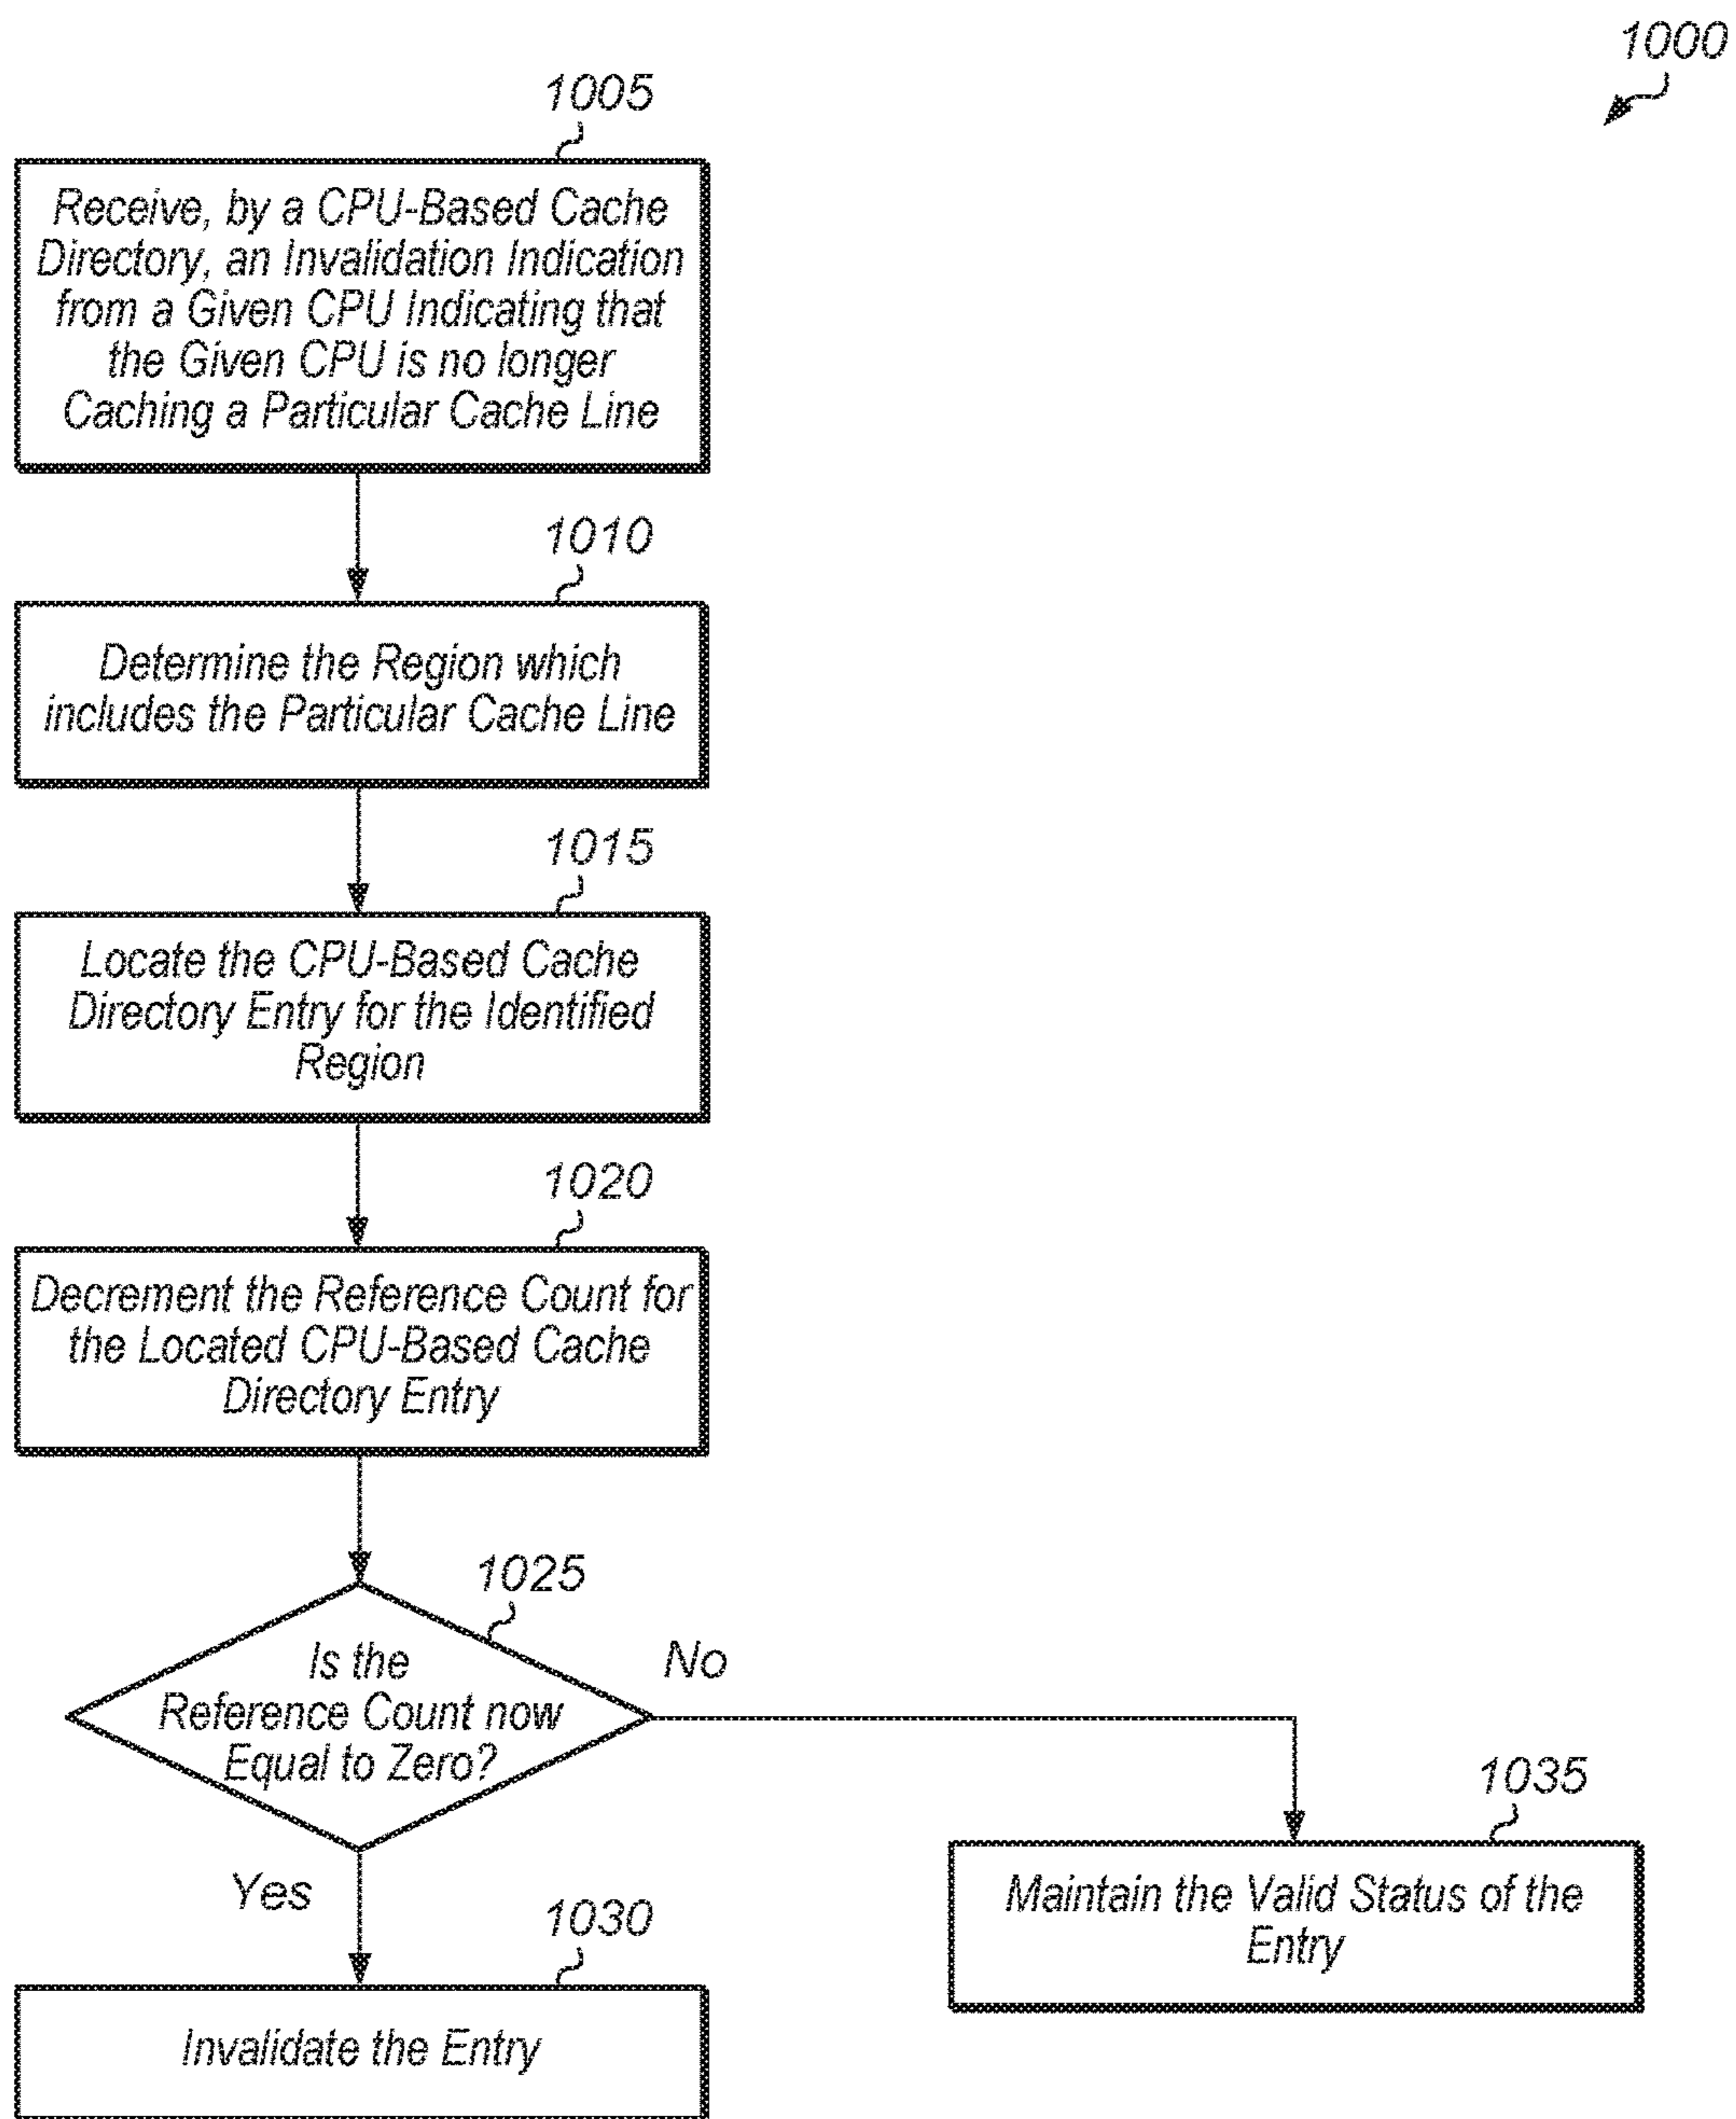 1000
1005
Receive, by a CPU-Based Cache
Directory, an Invalidation Indication
from a Given CPU Indicating that
the Given CPU is no longer
Caching a Particular Cache Line
1010
Determine the Region which
includes the Particular Cache Line
1015
Locate the CPU-Based Cache
Directory Entry for the Identified
Region
1020
Decrement the Reference Count for
the Located CPU-Based Cache
Directory Entry
1025
Is the
Reference Count now
Equal to Zero?
No
Yes
1035
Maintain the Valid Status of the
Entry
1030
Invalidate the Entry